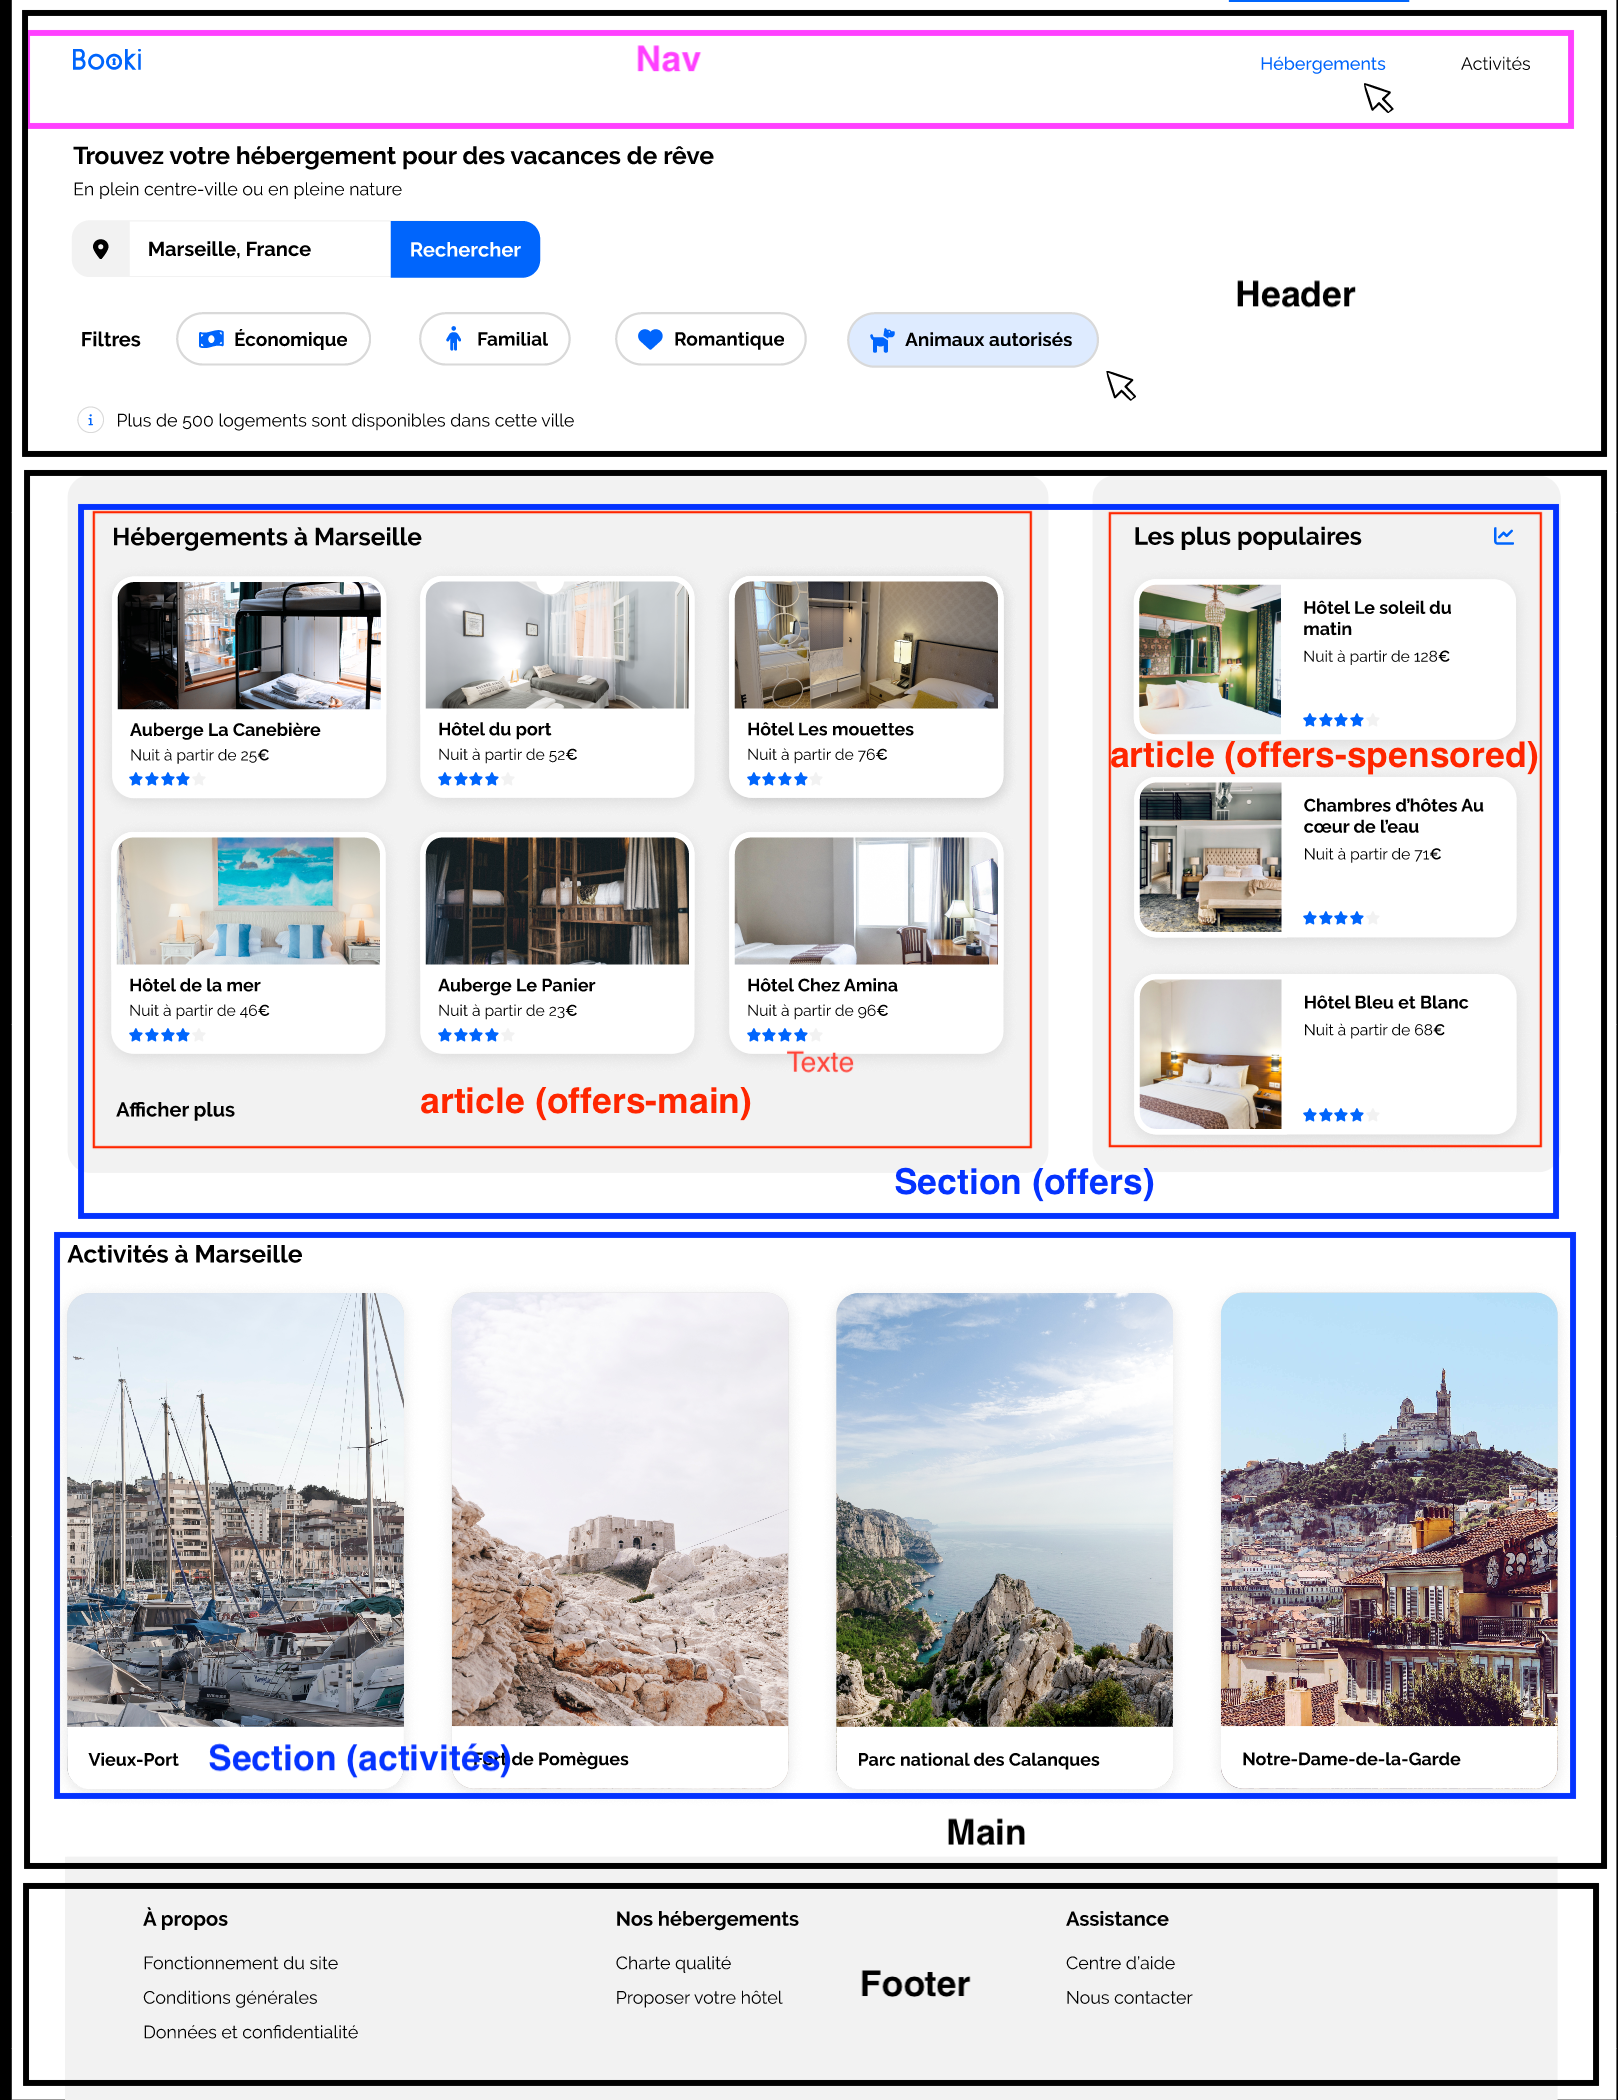 Booki
Nav
Hébergements
Activités
Trouvez votre hébergement pour des vacances de rêve
En plein centre-ville ou en pleine nature
Marseille, France
Rechercher
Header
Filtres
Économique
Familial
Romantique
Animaux autorisés
i
Plus de 500 logements sont disponibles dans cette ville
Hébergements à Marseille
Auberge La Canebière
Nuit à partir de 25€
Hôtel du port
Nuit à partir de 52€
Hôtel Les mouettes
Nuit à partir de 76€
Hôtel de la mer
Nuit à partir de 46€
Auberge Le Panier
Nuit à partir de 23€
Hôtel Chez Amina
Nuit à partir de 96€
Texte
Afficher plus
article (offers-main)
Les plus populaires
Hôtel Le soleil du
matin
Nuit à partir de 128€
article (offers-spensored)
Chambres d'hôtes Au
cœur de l'eau
Nuit à partir de 71€
Hôtel Bleu et Blanc
Nuit à partir de 68€
Section (offers)
Activités à Marseille
Vieux-Port
Section (activités)
Fort de Pomègues
Parc national des Calanques
Notre-Dame-de-la-Garde
Main
À propos
Fonctionnement du site
Conditions générales
Données et confidentialité
Nos hébergements
Charte qualité
Proposer votre hôtel
Footer
Assistance
Centre d'aide
Nous contacter